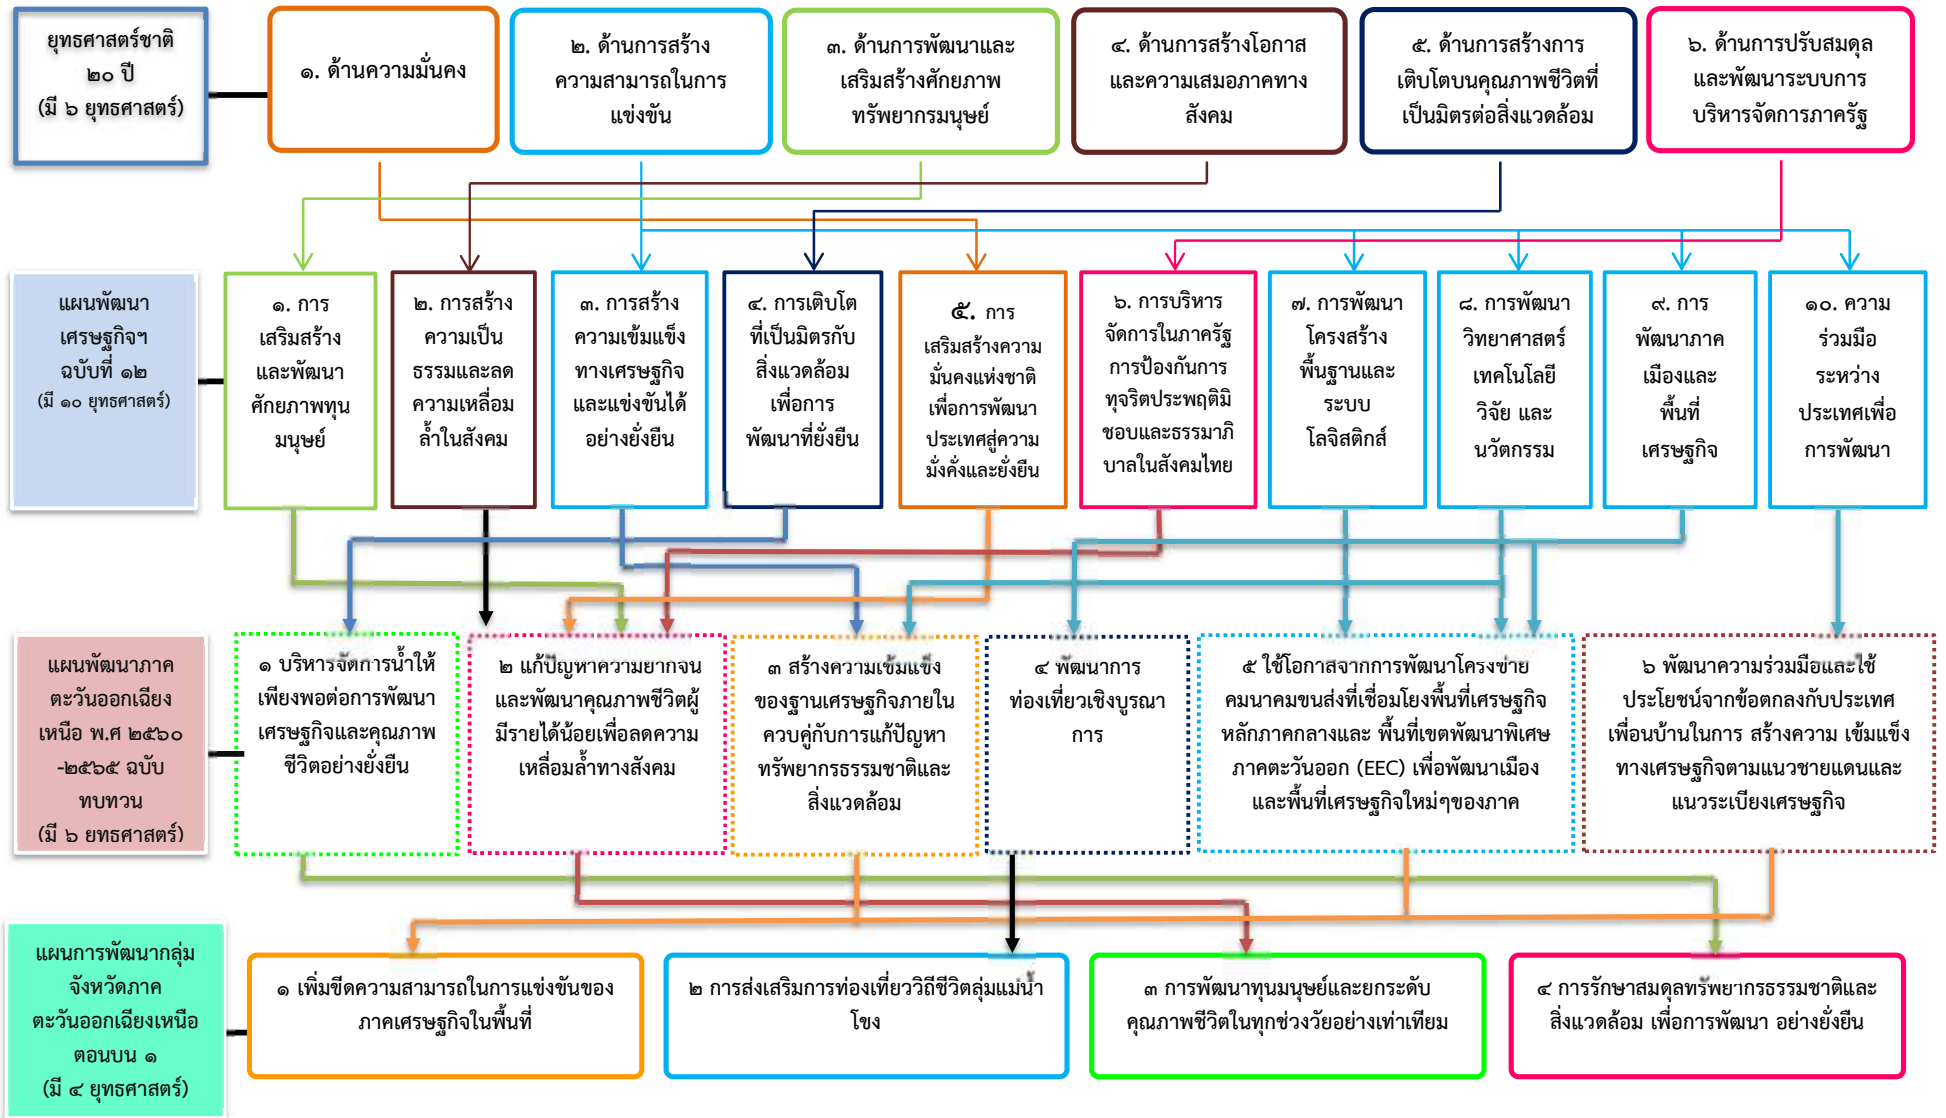 ยุทธศาสตร์ชาติ
๒๐ ปี
(มี ๖ ยุทธศาสตร์)
๑. ด้านความมั่นคง
๒. ด้านการสร้าง
ความสามารถในการ
แข่งขัน
๓. ด้านการพัฒนาและ
เสริมสร้างศักยภาพ
ทรัพยากรมนุษย์
๔. ด้านการสร้างโอกาส
และความเสมอภาคทาง
สังคม
๕. ด้านการสร้างการ
เติบโตบนคุณภาพชีวิตที่
เป็นมิตรต่อสิ่งแวดล้อม
๖. ด้านการปรับสมดุล
และพัฒนาระบบการ
บริหารจัดการภาครัฐ
แผนพัฒนา
เศรษฐกิจฯ
ฉบับที่ ๑๒
(มี ๑๐ ยุทธศาสตร์)
๑. การ
เสริมสร้าง
และพัฒนา
ศักยภาพทุน
มนุษย์
๒. การสร้าง
ความเป็น
ธรรมและลด
ความเหลื่อม
ล้ำในสังคม
๓. การสร้าง
ความเข้มแข็ง
ทางเศรษฐกิจ
และแข่งขันได้
อย่างยั่งยืน
๔. การเติบโต
ที่เป็นมิตรกับ
สิ่งแวดล้อม
เพื่อการ
พัฒนาที่ยั่งยืน
๕. การ
เสริมสร้างความ
มั่นคงแห่งชาติ
เพื่อการพัฒนา
ประเทศสู่ความ
มั่งคั่งและยั่งยืน
๖. การบริหาร
จัดการในภาครัฐ
การป้องกันการ
ทุจริตประพฤติมิ
ชอบและธรรมาภิ
บาลในสังคมไทย
๗. การพัฒนา
โครงสร้าง
พื้นฐานและ
ระบบ
โลจิสติกส์
๘. การพัฒนา
วิทยาศาสตร์
เทคโนโลยี
วิจัย และ
นวัตกรรม
๙. การ
พัฒนาภาค
เมืองและ
พื้นที่
เศรษฐกิจ
๑๐. ความ
ร่วมมือ
ระหว่าง
ประเทศเพื่อ
การพัฒนา
แผนพัฒนาภาค
ตะวันออกเฉียง
เหนือ พ.ศ ๒๕๖๐
-๒๕๖๕ ฉบับ
ทบทวน
(มี ๖ ยทธศาสตร์)
๑ บริหารจัดการน้ำให้
เพียงพอต่อการพัฒนา
เศรษฐกิจและคุณภาพ
ชีวิตอย่างยั่งยืน
๒ แก้ปัญหาความยากจน
และพัฒนาคุณภาพชีวิตผู้
มีรายได้น้อยเพื่อลดความ
เหลื่อมล้ำทางสังคม
๓ สร้างความเข้มแข็ง
ของฐานเศรษฐกิจภายใน
ควบคู่กับการแก้ปัญหา
ทรัพยากรธรรมชาติและ
สิ่งแวดล้อม
๔ พัฒนาการ
ท่องเที่ยวเชิงบูรณา
การ
๕ ใช้โอกาสจากการพัฒนาโครงข่าย
คมนาคมขนส่งที่เชื่อมโยงพื้นที่เศรษฐกิจ
หลักภาคกลางและ พื้นที่เขตพัฒนาพิเศษ
ภาคตะวันออก (EEC) เพื่อพัฒนาเมือง
และพื้นที่เศรษฐกิจใหม่ๆของภาค
๖ พัฒนาความร่วมมือและใช้
ประโยชน์จากข้อตกลงกับประเทศ
เพื่อนบ้านในการ สร้างความ เข้มแข็ง
ทางเศรษฐกิจตามแนวชายแดนและ
แนวระเบียงเศรษฐกิจ
แผนการพัฒนากลุ่ม
จังหวัดภาค
ตะวันออกเฉียงเหนือ
ตอนบน ๑
(มี ๔ ยุทธศาสตร์)
๑ เพิ่มขีดความสามารถในการแข่งขันของ
ภาคเศรษฐกิจในพื้นที่
๒ การส่งเสริมการท่องเที่ยววิถีชีวิตลุ่มแม่น้ำ
โขง
๓ การพัฒนาทุนมนุษย์และยกระดับ
คุณภาพชีวิตในทุกช่วงวัยอย่างเท่าเทียม
๔ การรักษาสมดุลทรัพยากรธรรมชาติและ
สิ่งแวดล้อม เพื่อการพัฒนา อย่างยั่งยืน